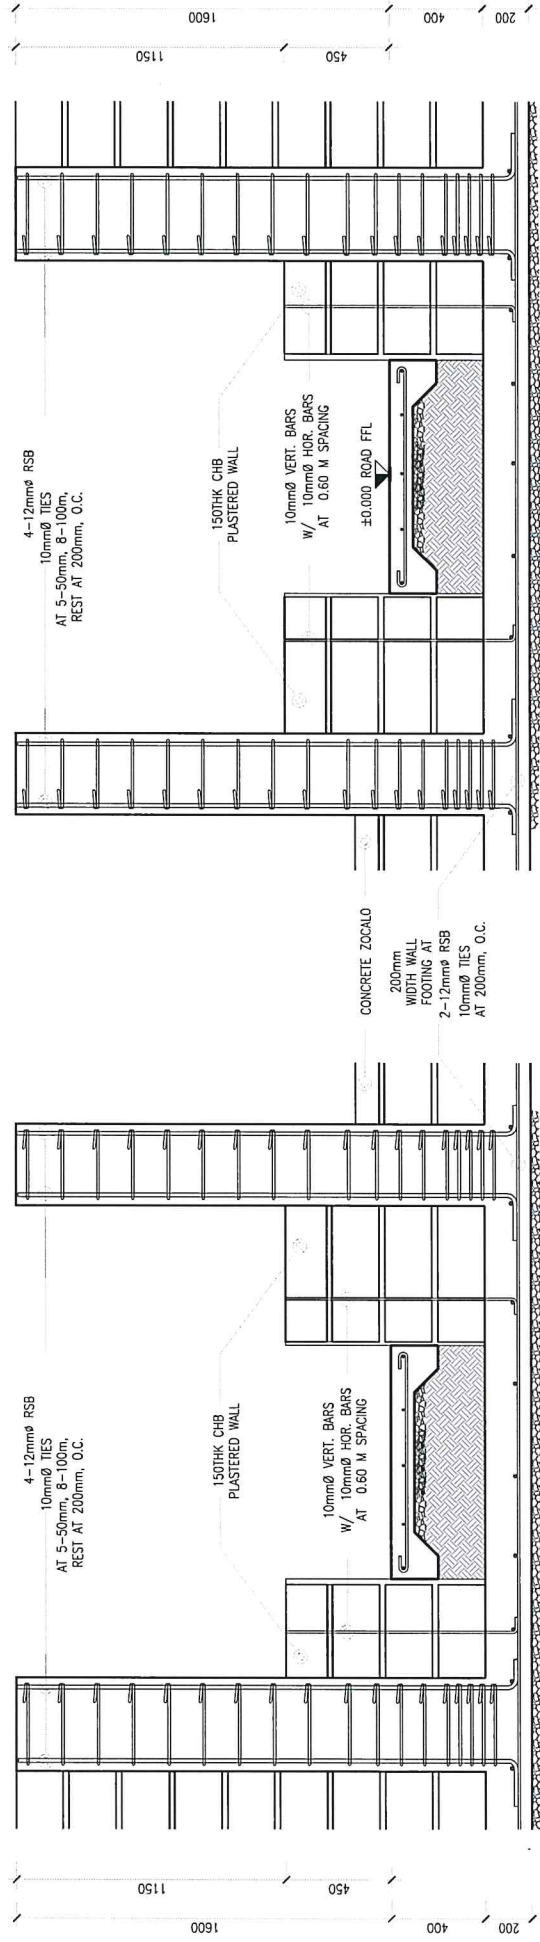 1600
1150
450
400
200
4-12mmø RSB
10mmØ TIES
AT 5-50mm, 8-100m,
REST AT 200mm, O.C.
150THK CHB
PLASTERED WALL
10mmØ VERT. BARS
W/ 10mmØ HOR. BARS
AT 0.60 M SPACING
CONCRETE ZOCALO
200mm
WIDTH WALL
FOOTING AT
2-12mmø RSB
10mmØ TIES
AT 200mm, O.C.
4-12mmø RSB
10mmØ TIES
AT 5-50mm, 8-100m,
REST AT 200mm, O.C.
150THK CHB
PLASTERED WALL
10mmØ VERT. BARS
W/ 10mmØ HOR. BARS
AT 0.60 M SPACING
±0.000 ROAD FFL
1600
1150
450
400
200